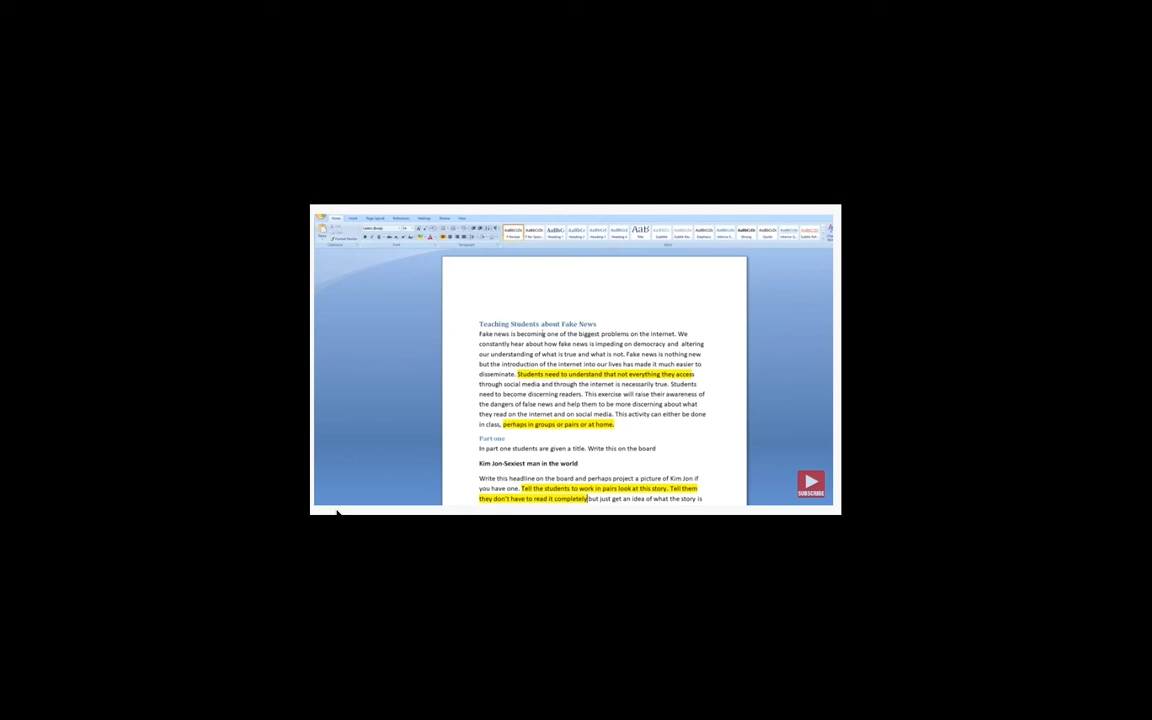 Home Insert Page Layout References Mailings Review View
Teaching Students about Fake News
Fake news is becoming one of the biggest problems on the internet. We
constantly hear about how fake news is impeding on democracy and altering
our understanding of what is true and what is not. Fake news is nothing new
but the introduction of the internet into our lives has made it much easier to
disseminate. Students need to understand that not everything they access
through social media and through the internet is necessarily true. Students
need to become discerning readers. This exercise will raise their awareness of
the dangers of false news and help them to be more discerning about what
they read on the internet and on social media. This activity can either be done
in class, perhaps in groups or pairs or at home.
Part one
In part one students are given a title. Write this on the board
Kim Jon-Sexiest man in the world
Write this headline on the board and perhaps project a picture of Kim Jon if
you have one. Tell the students to work in pairs look at this story. Tell them
they don't have to read it completely but just get an idea of what the story is
SUBSCRIBE